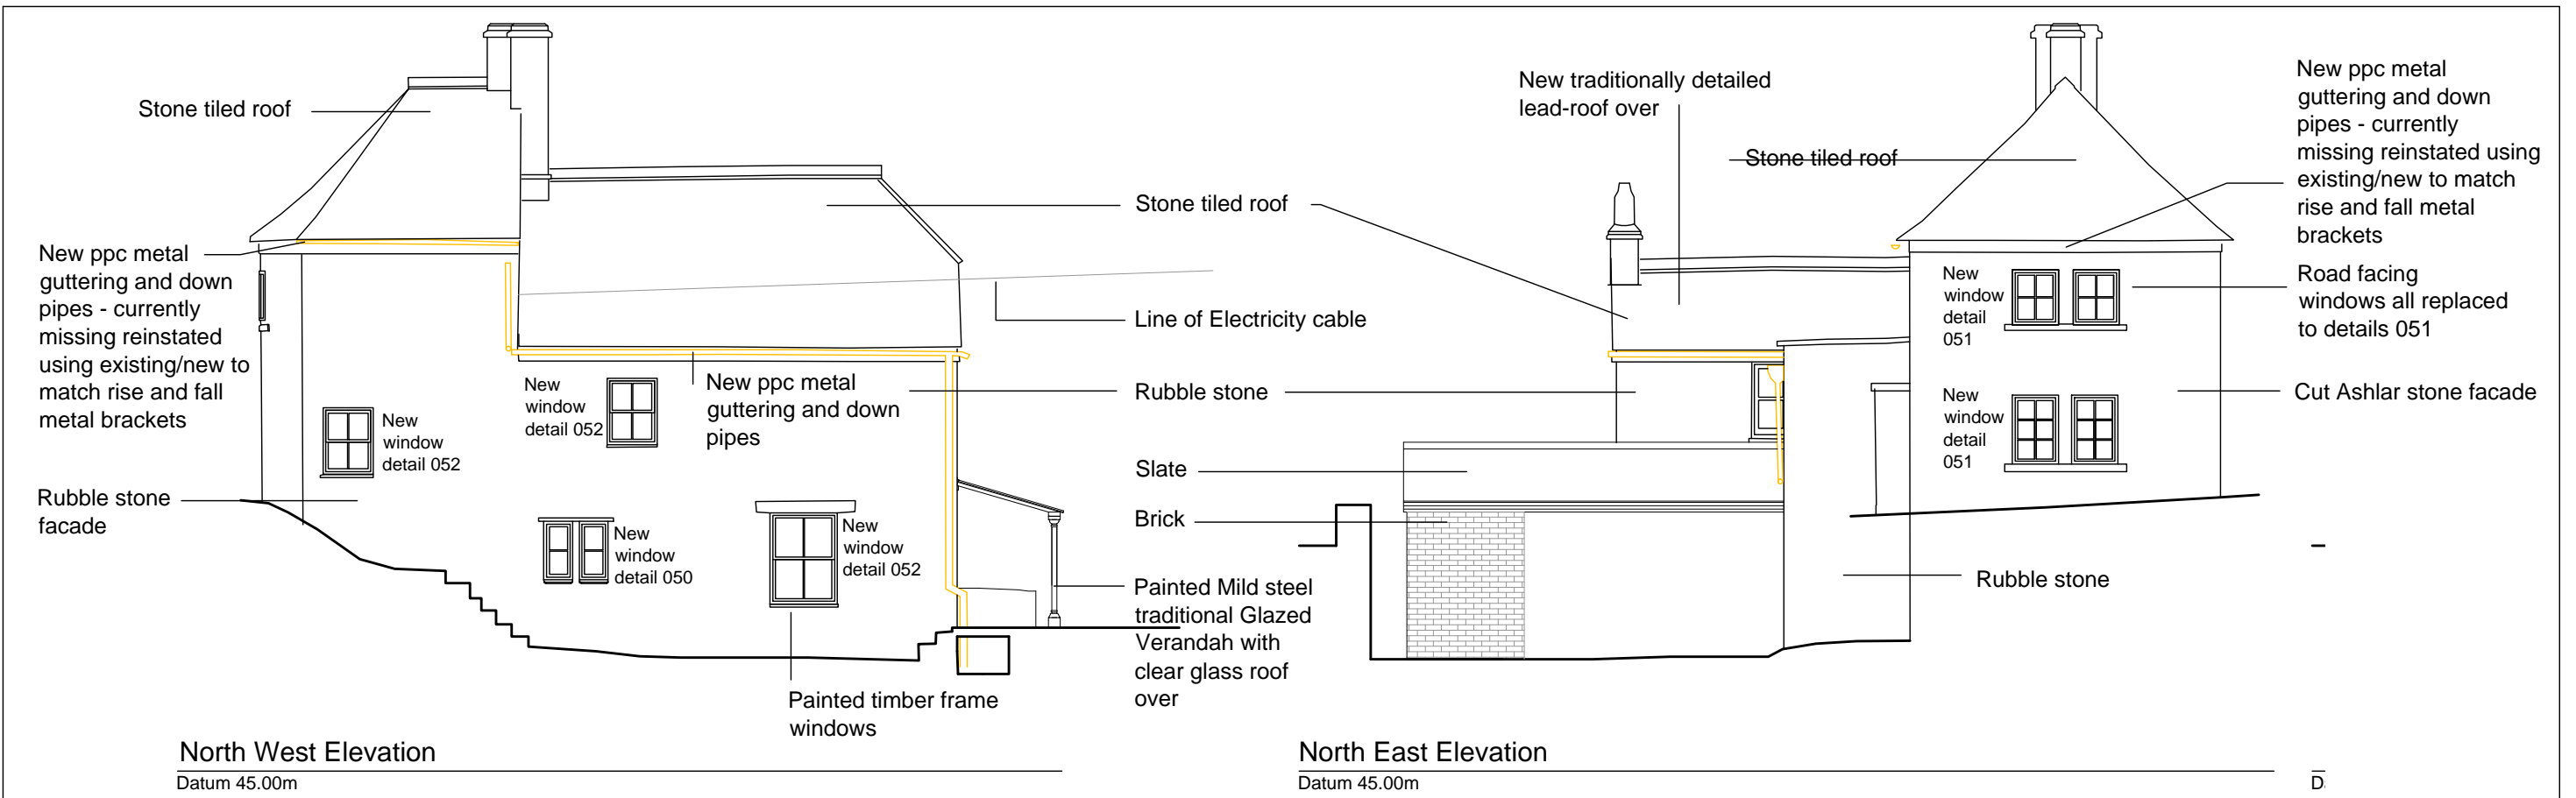 Stone tiled roof
New ppc metal
guttering and down
pipes - currently
missing reinstated
using existing/new to
match rise and fall
metal brackets
Rubble stone
facade
New
window
detail 052
New
window
detail 052
New ppc metal
guttering and down
pipes
New
window
detail 050
New
window
detail 052
Painted timber frame
windows
Stone tiled roof
Line of Electricity cable
Rubble stone
Slate
Brick
Painted Mild steel
traditional Glazed
Verandah with
clear glass roof
over
North West Elevation
Datum 45.00m
New traditionally detailed
lead-roof over
Stone tiled roof
New ppc metal
guttering and down
pipes - currently
missing reinstated using
existing/new to match
rise and fall metal
brackets
New
window
detail
051
Road facing
windows all replaced
to details 051
New
window
detail
051
Cut Ashlar stone facade
Rubble stone
North East Elevation
Datum 45.00m